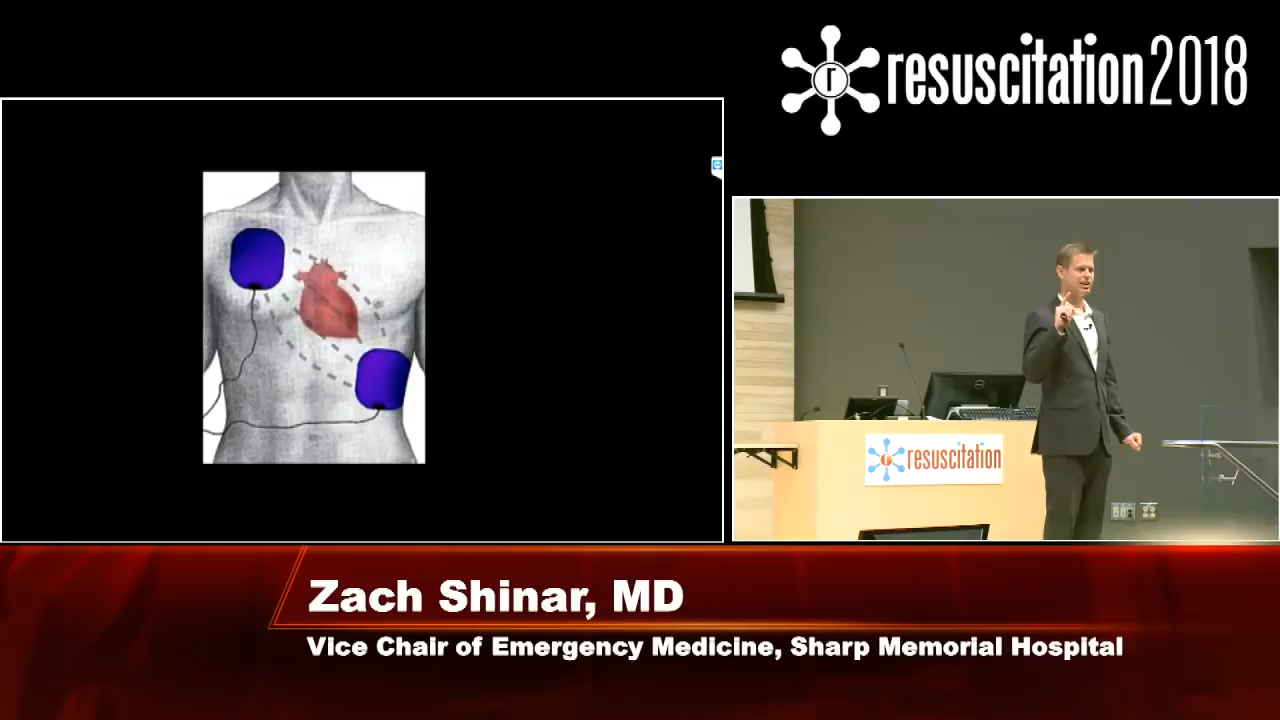 resuscitation2018
resuscitation
Zach Shinar, MD
Vice Chair of Emergency Medicine, Sharp Memorial Hospital